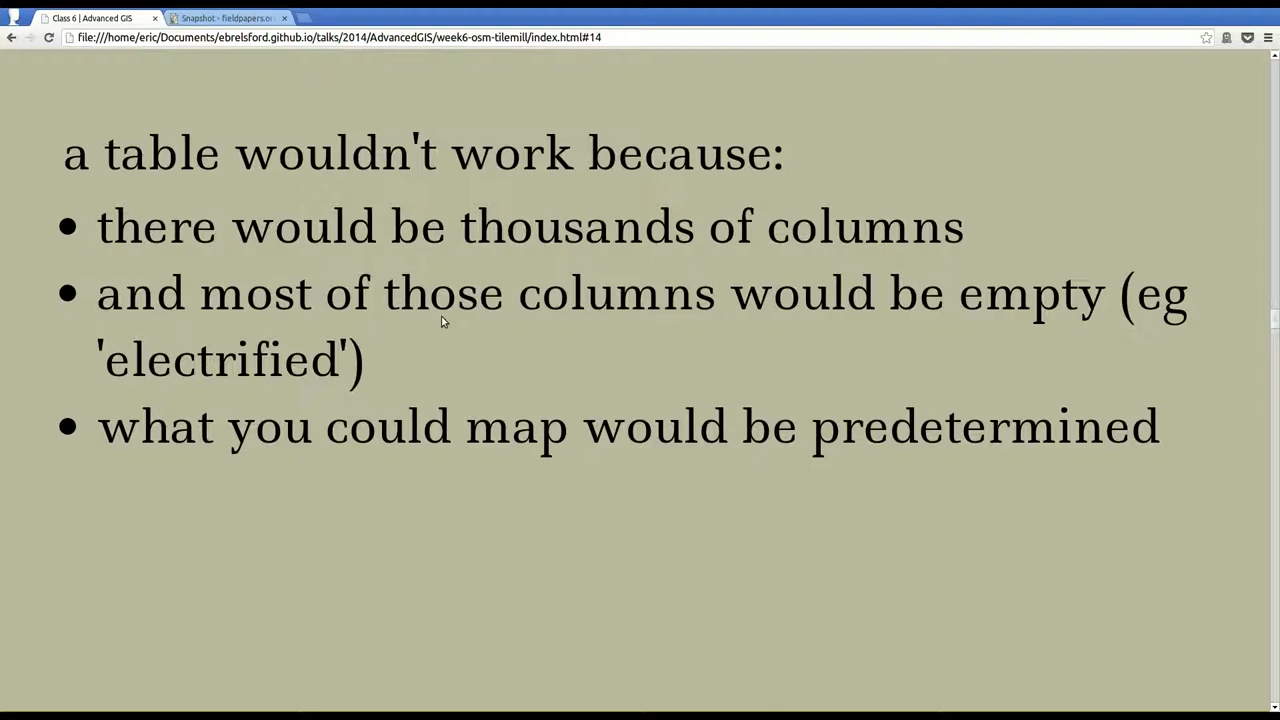 Class 6 | Advanced GIS
Snapshot - fieldpapers.or
file:///home/eric/Documents/ebrelsford.github.io/talks/2014/AdvancedGIS/week6-osm-tilemill/index.html#14
a table wouldn't work because:
• there would be thousands of columns
• and most of those columns would be empty (eg
'electrified')
• what you could map would be predetermined